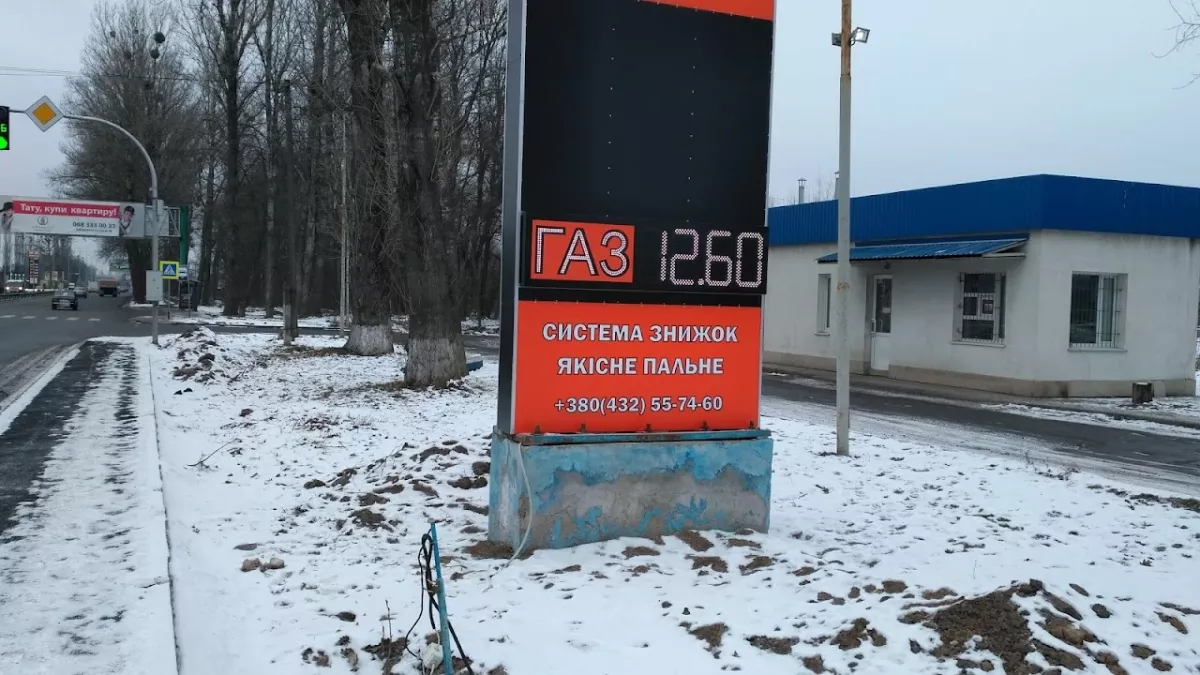 Тату, купи квартиру!
ГАЗ 12.60
СИСТЕМА ЗНИЖОК
ЯКІСНЕ ПАЛЬНЕ
+380(432) 55-74-60